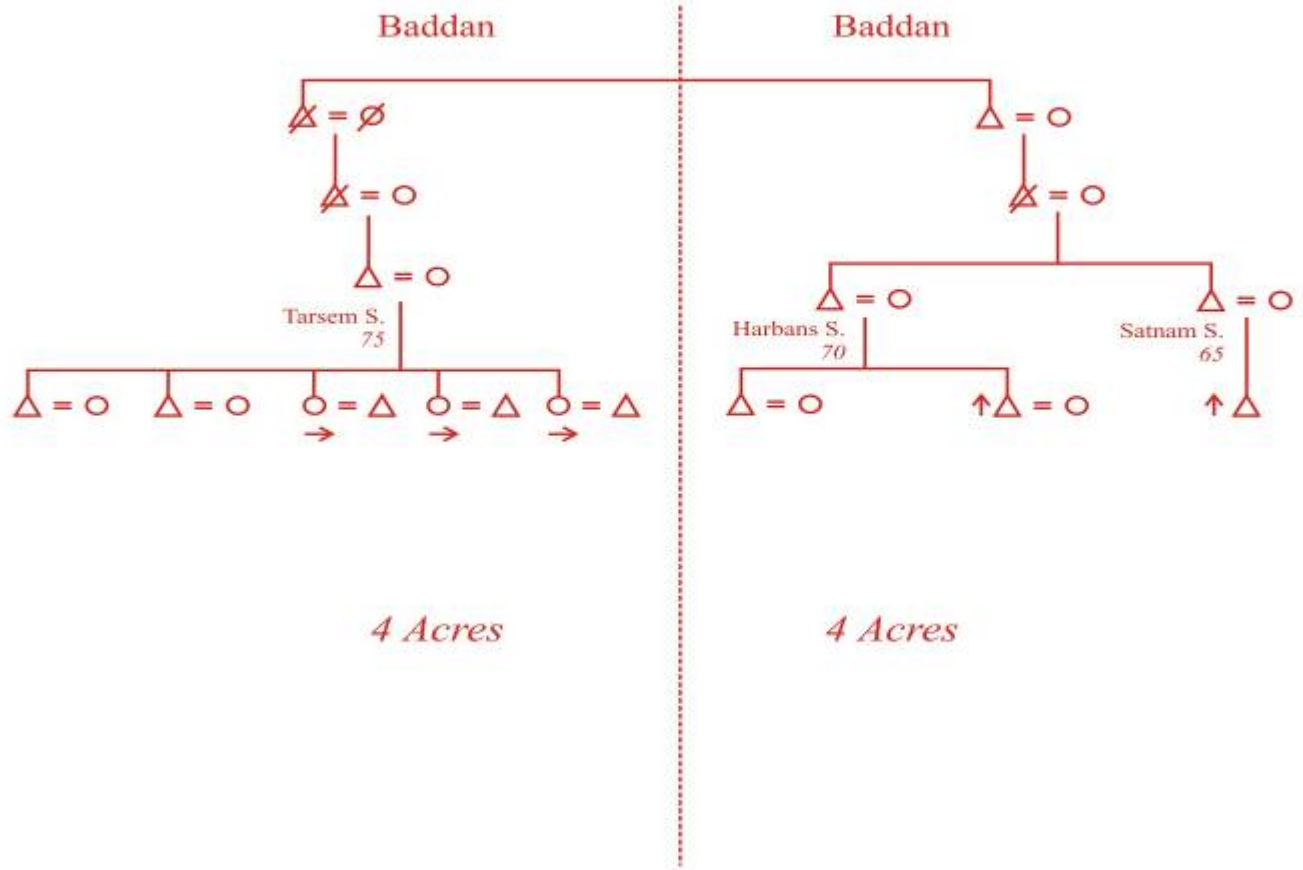 Baddan
Baddan
Tarsem S.
75
Harbans S.
70
Satnam S.
65
4 Acres
4 Acres